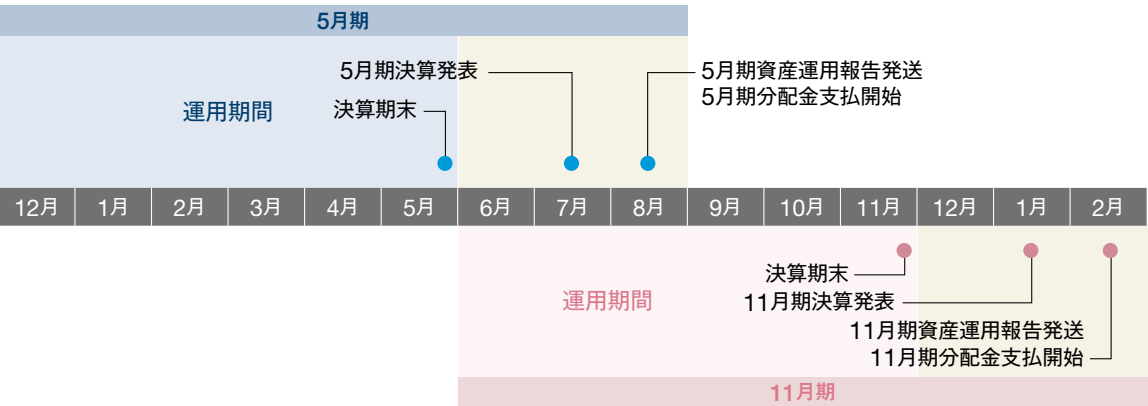 5月期
5月期決算発表
5月期資産運用報告発送
5月期分配金支払開始
運用期間
決算期末
12月 1月 2月 3月 4月 5月 6月 7月 8月 9月 10月 11月 12月 1月 2月
決算期末
運用期間
11月期決算発表
11月期資産運用報告発送
11月期分配金支払開始
11月期